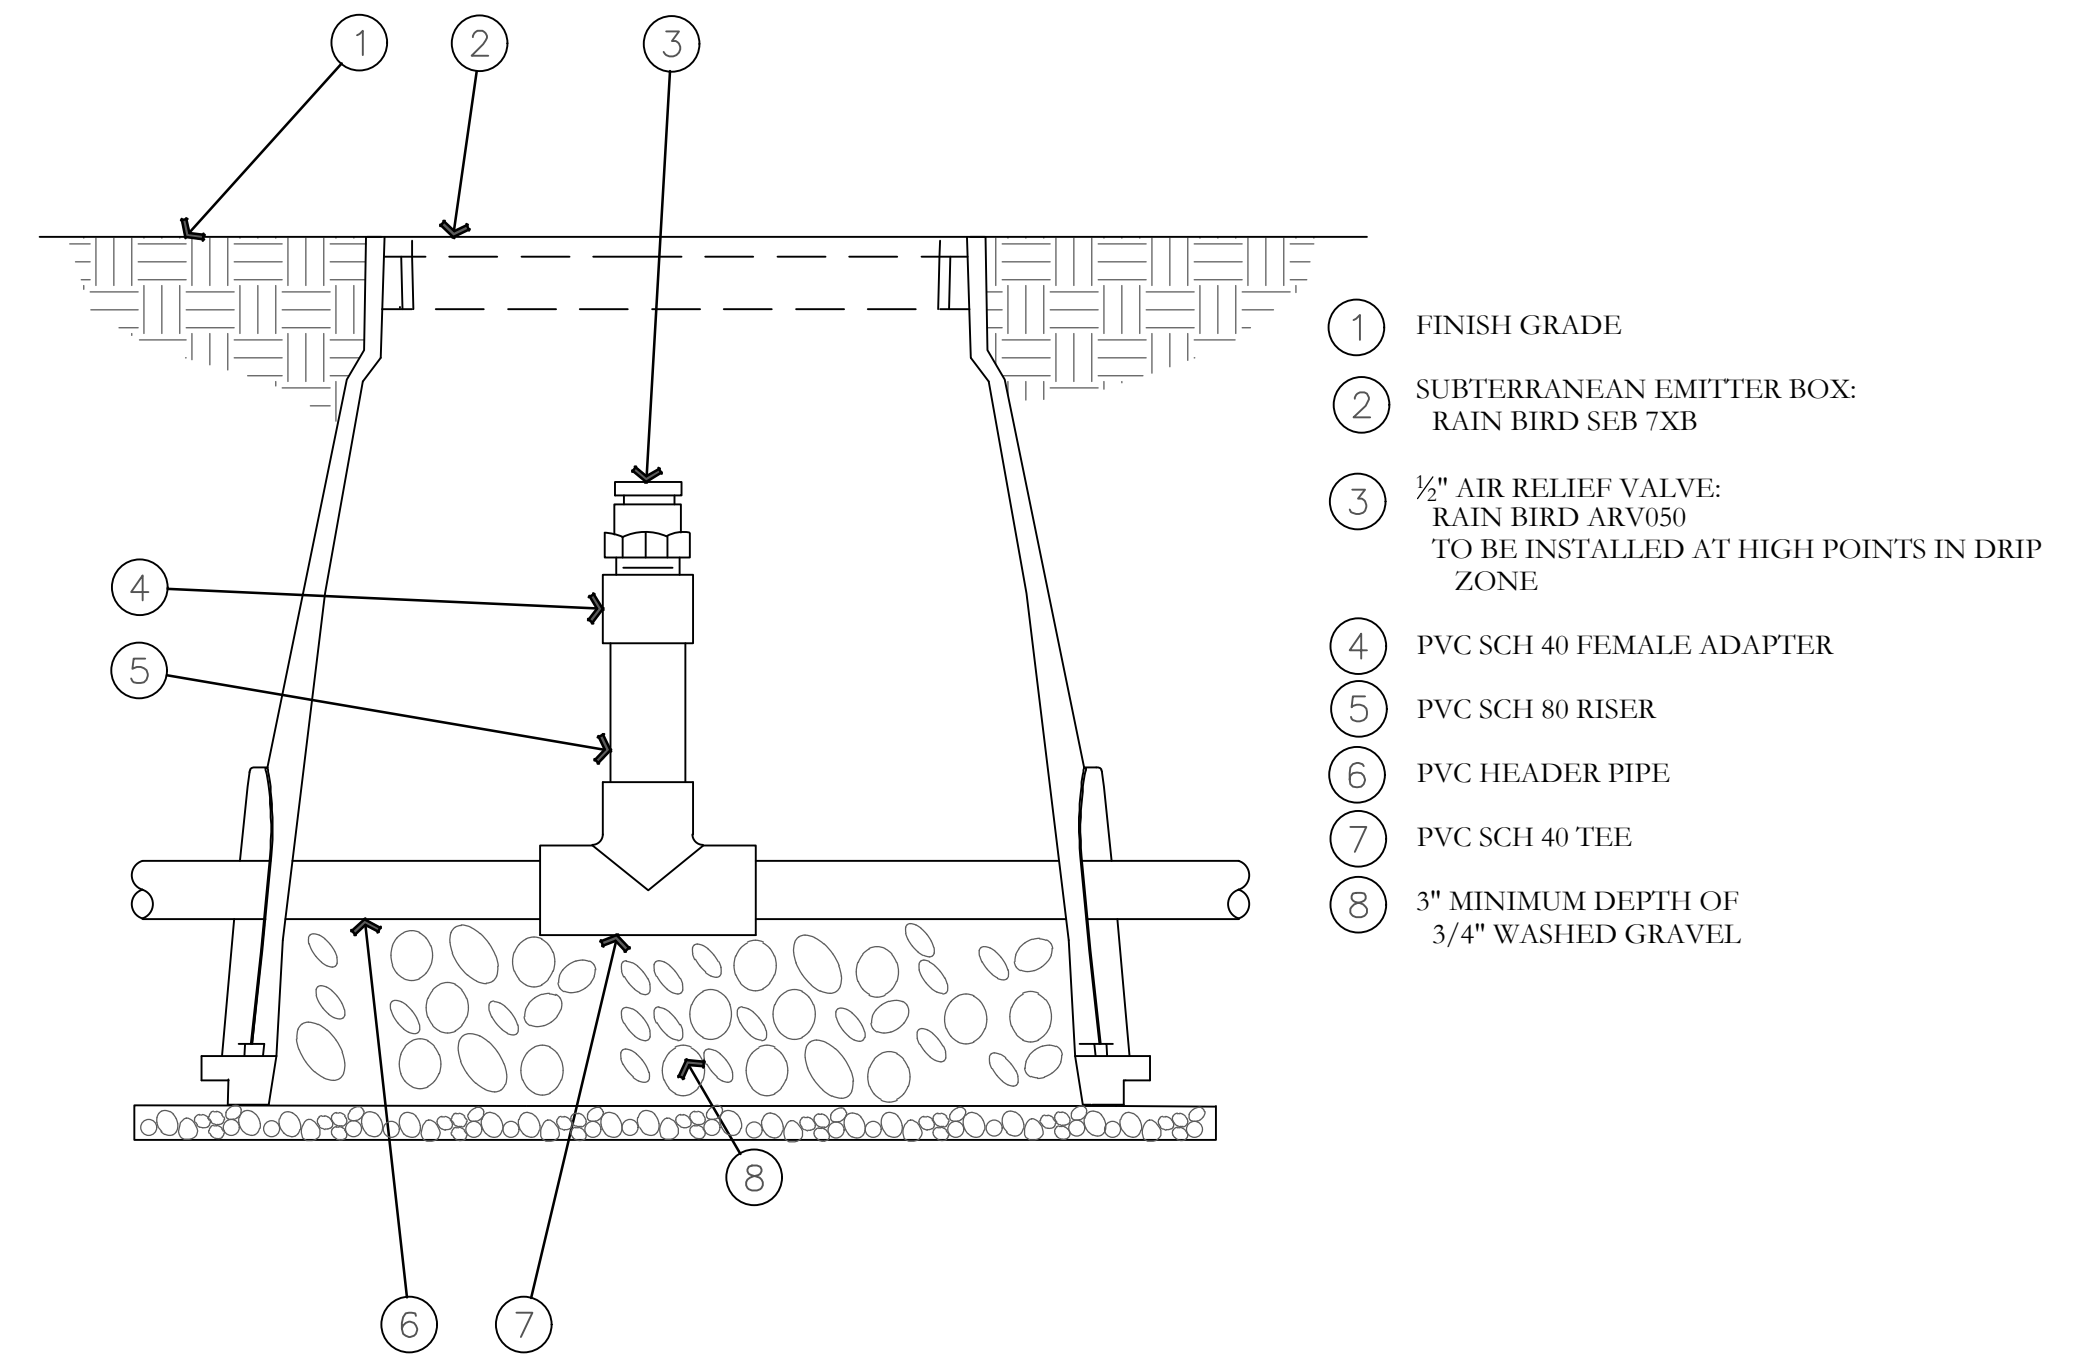 1 2 3
4
5
6 7
8
1 FINISH GRADE
2 SUBTERRANEAN EMITTER BOX:
RAIN BIRD SEB 7XB
3 ½" AIR RELIEF VALVE:
RAIN BIRD ARV050
TO BE INSTALLED AT HIGH POINTS IN DRIP
ZONE
4 PVC SCH 40 FEMALE ADAPTER
5 PVC SCH 80 RISER
6 PVC HEADER PIPE
7 PVC SCH 40 TEE
8 3" MINIMUM DEPTH OF
3/4" WASHED GRAVEL